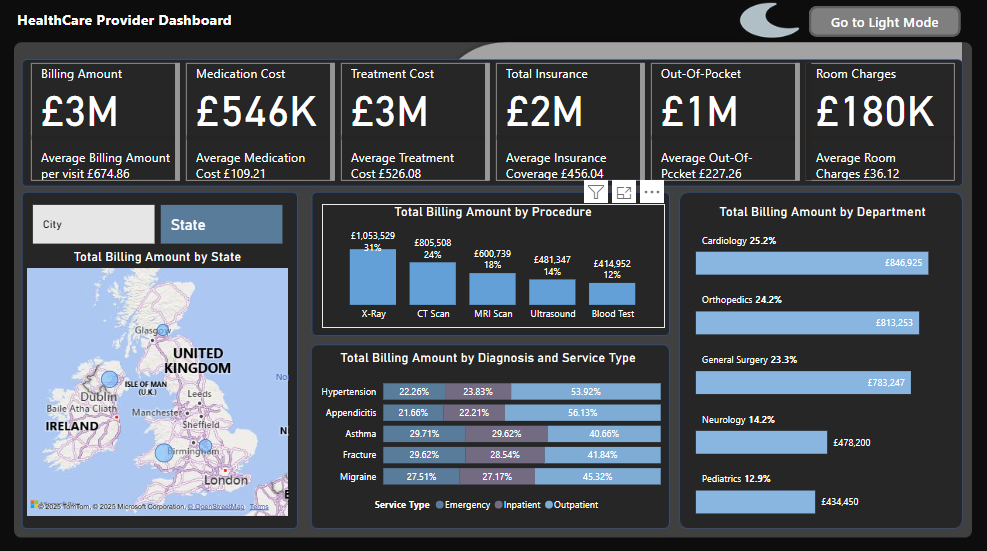 HealthCare Provider Dashboard
Go to Light Mode
Billing Amount
£3M
Average Billing Amount
per visit £674.86
Medication Cost
£546K
Average Medication
Cost £109.21
Treatment Cost
£3M
Average Treatment
Cost £526.08
Total Insurance
£2M
Average Insurance
Coverage £456.04
Out-Of-Pocket
£1M
Average Out-Of-
Pccket £227.26
Room Charges
£180K
Average Room
Charges £36.12
City
State
Total Billing Amount by State
Glasgow
UNITED
KINGDOM
ISLE OF MAN
(U.K.)
No
Dublin
Baile Átha Cliath
IRELAND
Leeds
Manchester
Sheffield
Birmingham
London
© 2025 TomTom, © 2025 Microsoft Corporation, © OpenStreetMap Terms
Total Billing Amount by Procedure
£1,053,529
31%
£805,508
24%
£600,739
18%
£481,347
14%
£414,952
12%
X-Ray
CT Scan
MRI Scan
Ultrasound
Blood Test
Total Billing Amount by Diagnosis and Service Type
Hypertension 22.26% 23.83% 53.92%
Appendicitis 21.66% 22.21% 56.13%
Asthma 29.71% 29.62% 40.66%
Fracture 29.62% 28.54% 41.84%
Migraine 27.51% 27.17% 45.32%
Service Type Emergency Inpatient Outpatient
Total Billing Amount by Department
Cardiology 25.2%
£846,925
Orthopedics 24.2%
£813,253
General Surgery 23.3%
£783,247
Neurology 14.2%
£478,200
Pediatrics 12.9%
£434,450